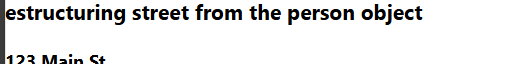 estructuring street from the person object
123 Main St